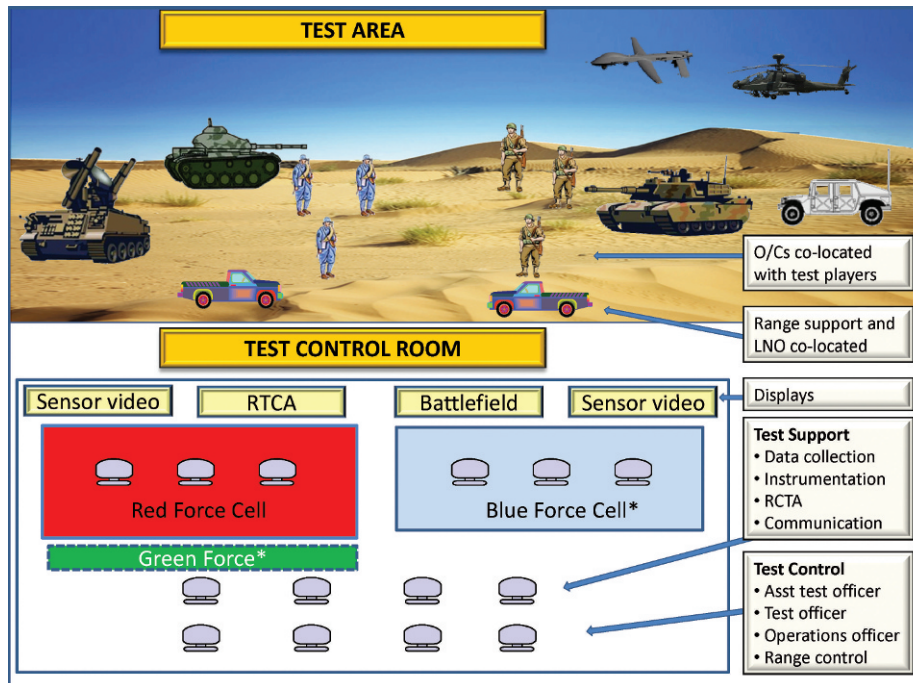 TEST AREA
O/Cs co-located
with test players
Range support and
LNO co-located
TEST CONTROL ROOM
Sensor video
RTCA
Battlefield
Sensor video
Displays
Red Force Cell
Blue Force Cell*
Green Force*
Test Support
• Data collection
• Instrumentation
• RCTA
• Communication
Test Control
• Asst test officer
• Test officer
• Operations officer
• Range control